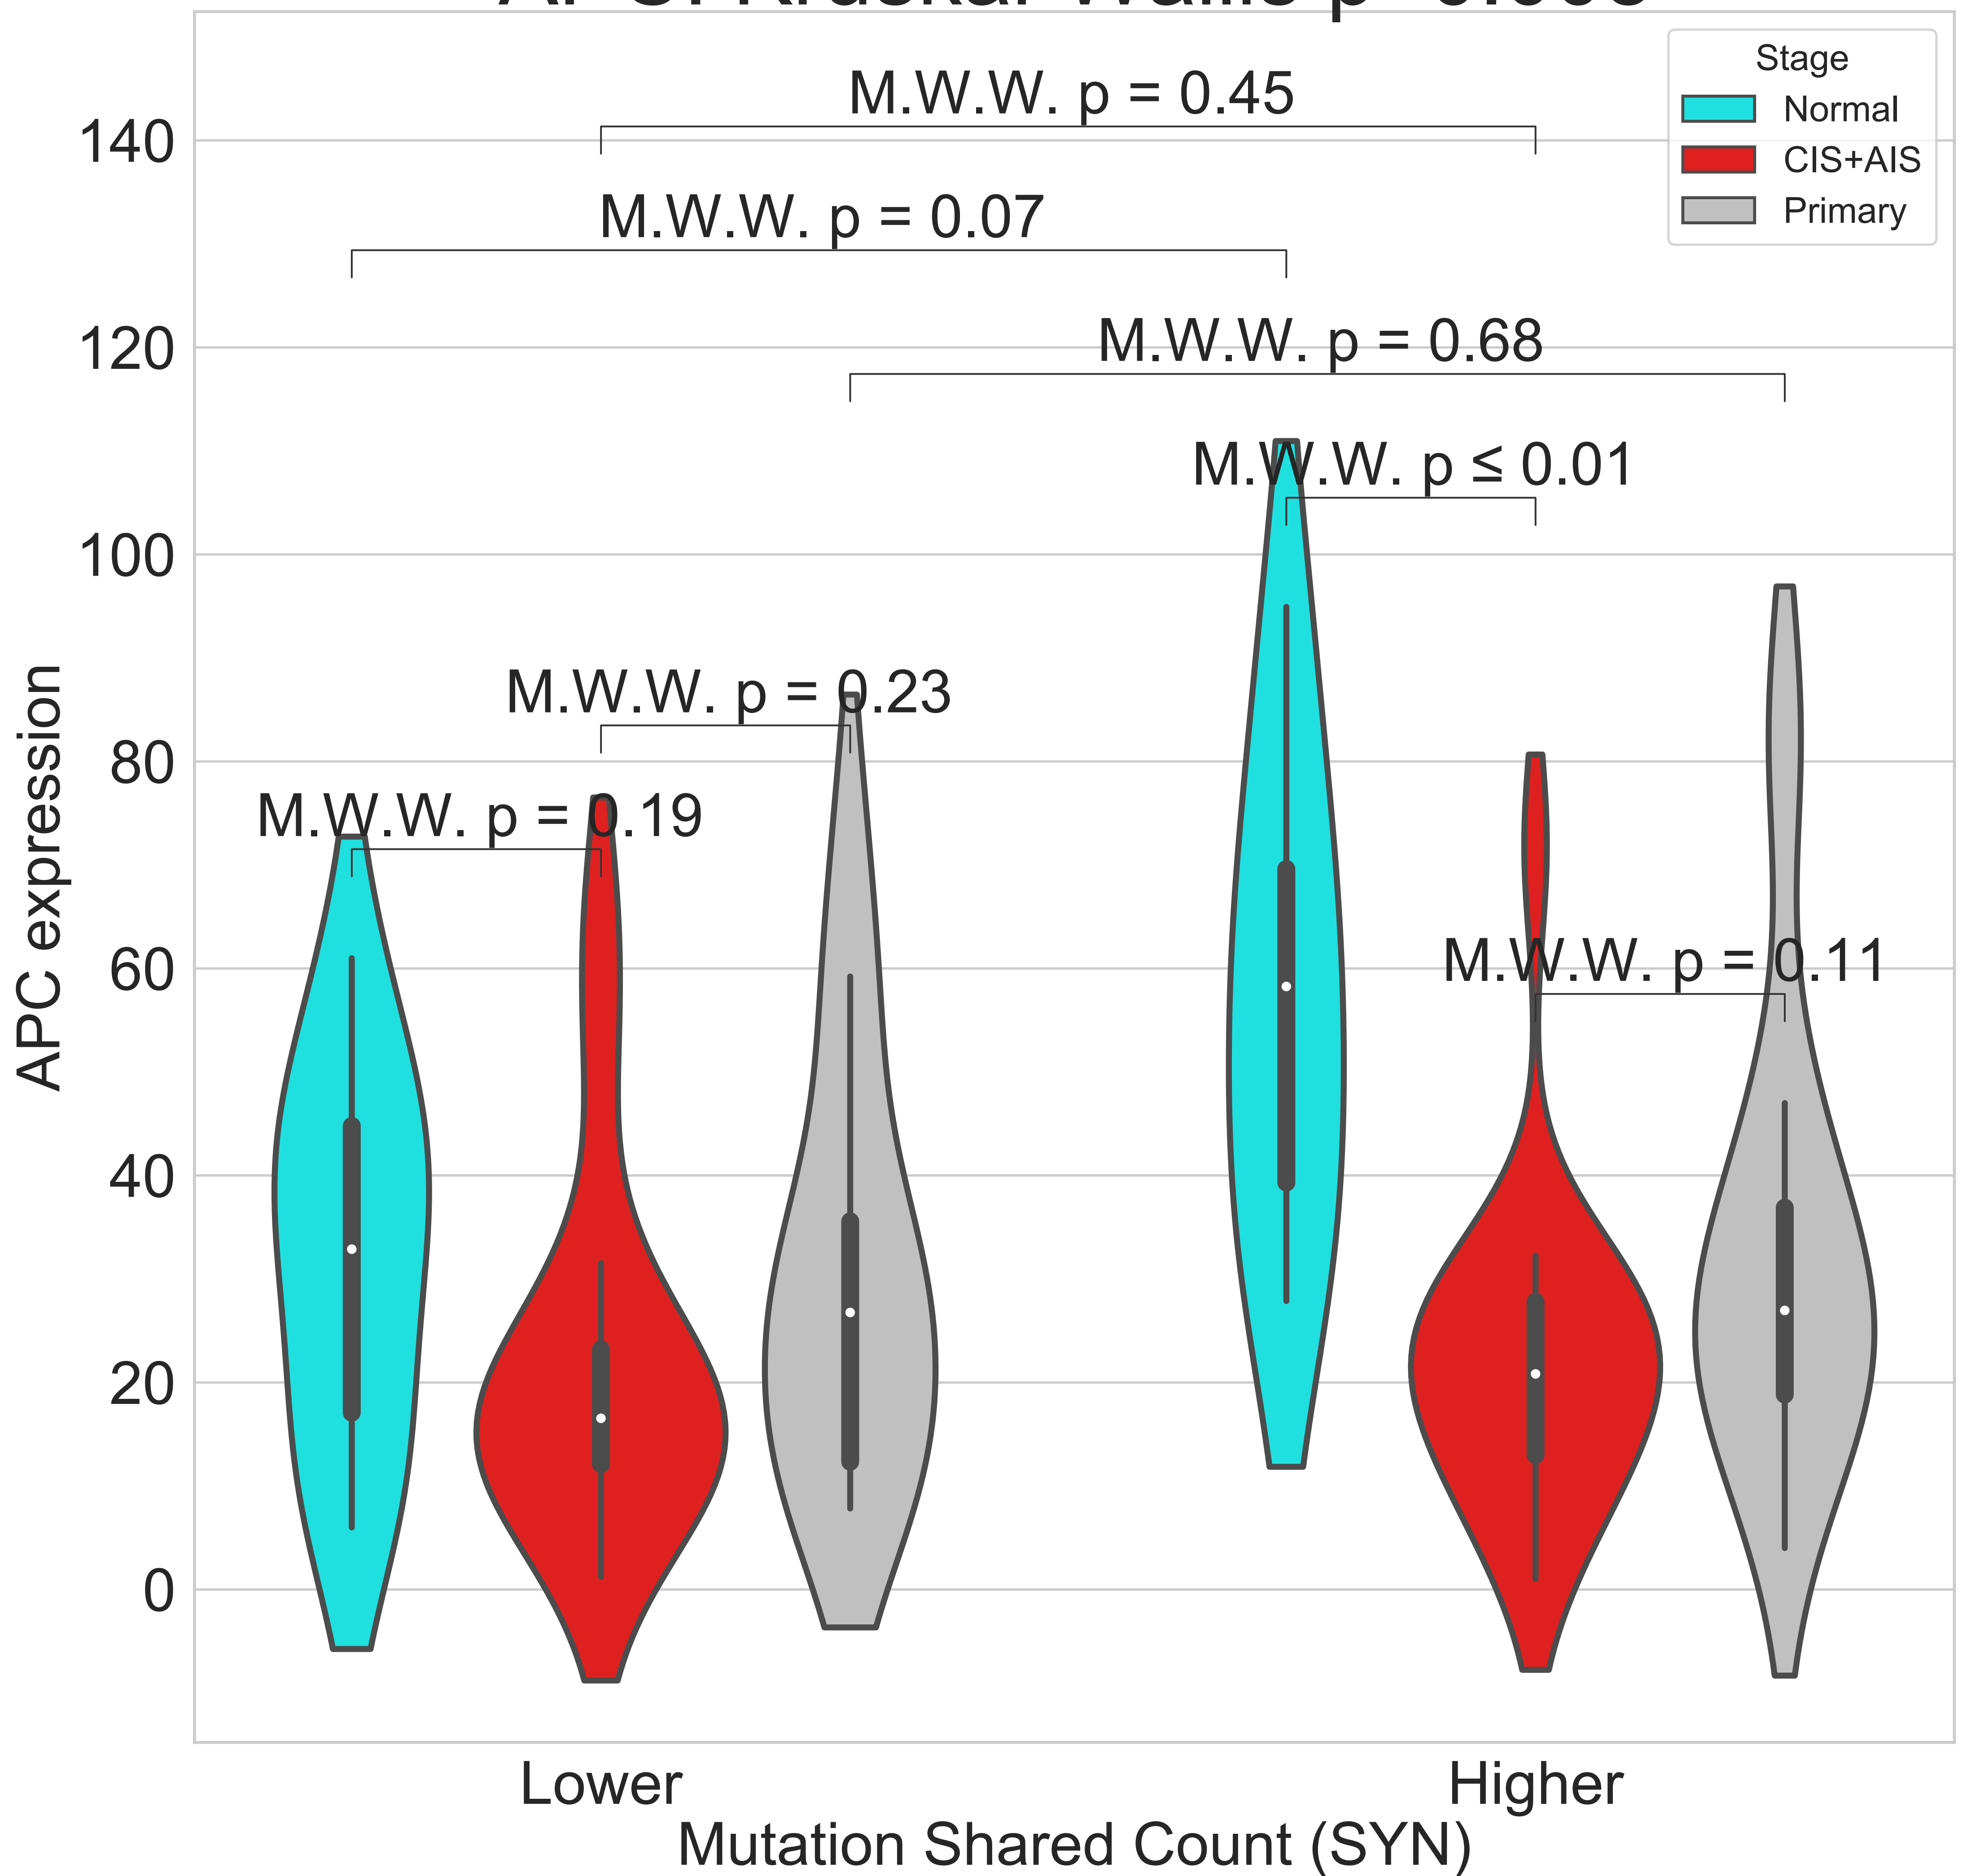 Stage
Normal
CIS+AIS
Primary
M.W.W. p = 0.45
M.W.W. p = 0.07
M.W.W. p = 0.68
M.W.W. p ≤ 0.01
M.W.W. p = 0.23
M.W.W. p = 0.19
M.W.W. p = 0.11
140
120
100
80
60
40
20
0
APC expression
Lower
Higher
Mutation Shared Count (SYN)